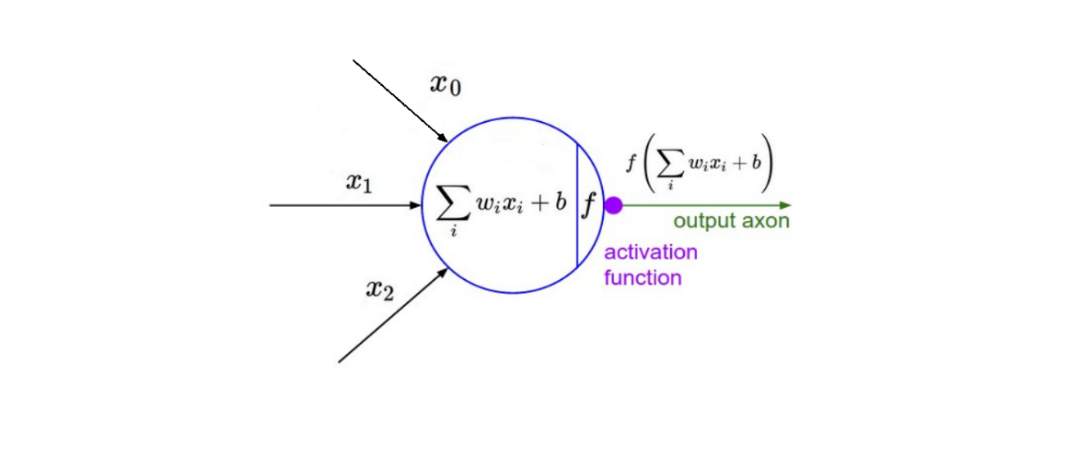 x₀
f(∑ᵢ wᵢxᵢ + b)
x₁
∑ᵢ wᵢxᵢ + b f
output axon
activation
function
x₂